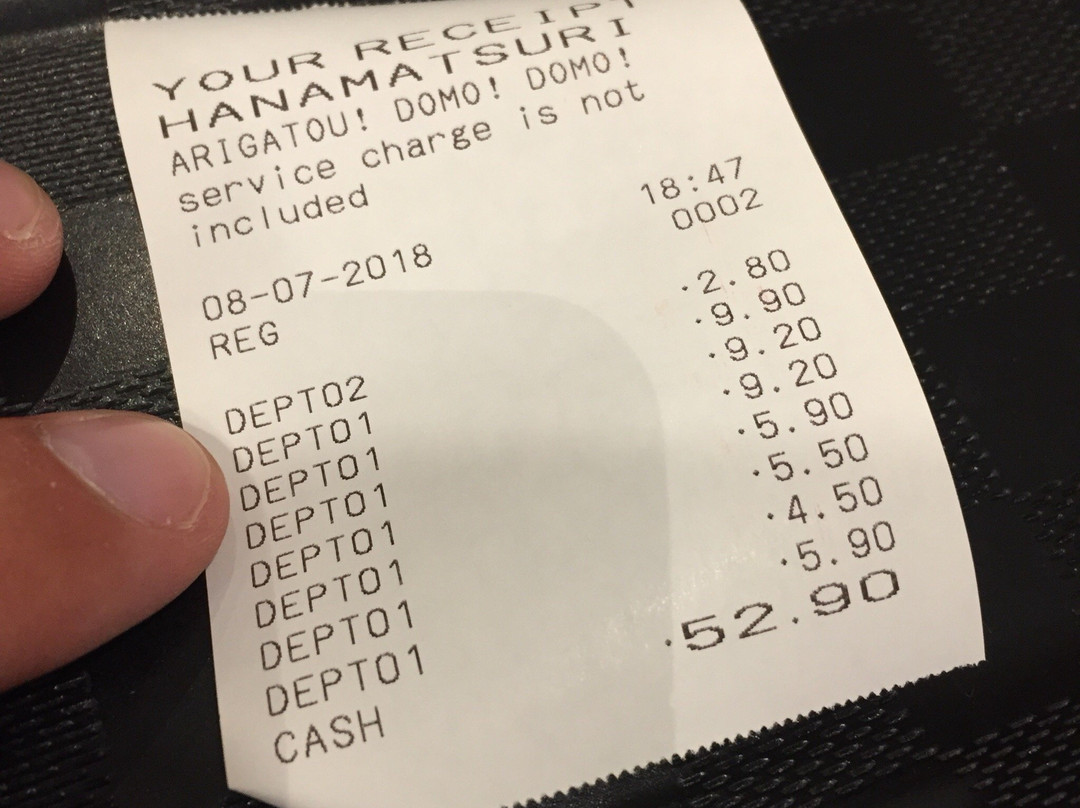 YOUR RECEIPT
HANAMATSURI
ARIGATOU! DOMO! DOMO!
service charge is not
included
08-07-2018 18:47
REG 0002
DEPT02 ·2.80
DEPT01 ·9.90
DEPT01 ·9.20
DEPT01 ·9.20
DEPT01 ·5.90
DEPT01 ·5.50
DEPT01 ·4.50
DEPT01 ·5.90
CASH ·52.90